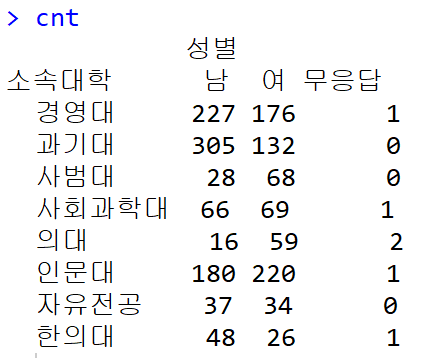 > cnt
성별
소속대학 남 여 무응답
경영대 227 176 1
과기대 305 132 0
사범대 28 68 0
사회과학대 66 69 1
의대 16 59 2
인문대 180 220 1
자유전공 37 34 0
한의대 48 26 1